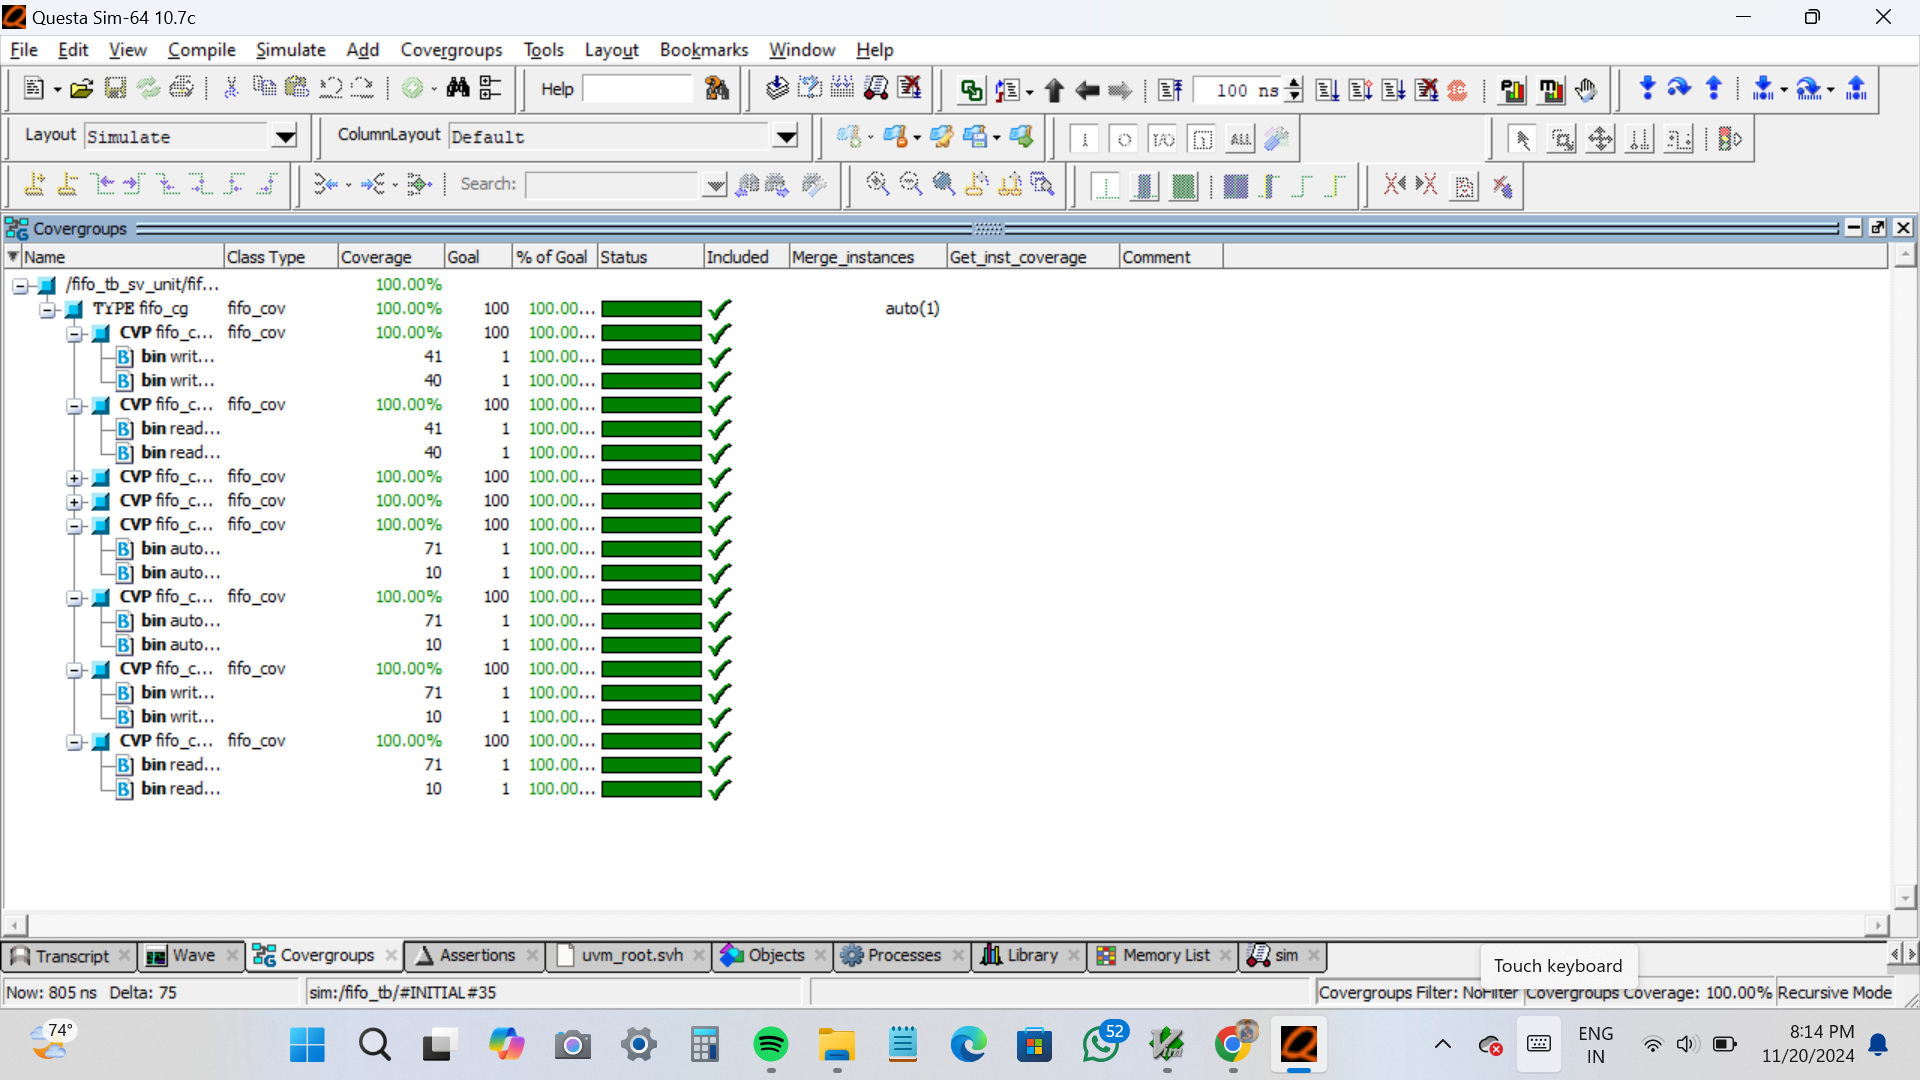 Questa Sim-64 10.7c
File Edit View Compile Simulate Add Covergroups Tools Layout Bookmarks Window Help
Help 100 ns
Layout Simulate ColumnLayout Default ALL
Search:
Covergroups
Name Class Type Coverage Goal % of Goal Status Included Merge_instances Get_inst_coverage Comment
/fifo_tb_sv_unit/fif... 100.00%
TYPE fifo_cg fifo_cov 100.00% 100 100.00... auto(1)
CVP fifo_c... fifo_cov 100.00% 100 100.00...
bin writ... 41 1 100.00...
bin writ... 40 1 100.00...
CVP fifo_c... fifo_cov 100.00% 100 100.00...
bin read... 41 1 100.00...
bin read... 40 1 100.00...
CVP fifo_c... fifo_cov 100.00% 100 100.00...
CVP fifo_c... fifo_cov 100.00% 100 100.00...
CVP fifo_c... fifo_cov 100.00% 100 100.00...
bin auto... 71 1 100.00...
bin auto... 10 1 100.00...
CVP fifo_c... fifo_cov 100.00% 100 100.00...
bin auto... 71 1 100.00...
bin auto... 10 1 100.00...
CVP fifo_c... fifo_cov 100.00% 100 100.00...
bin writ... 71 1 100.00...
bin writ... 10 1 100.00...
CVP fifo_c... fifo_cov 100.00% 100 100.00...
bin read... 71 1 100.00...
bin read... 10 1 100.00...
Transcript Wave Covergroups Assertions uvm_root.svh Objects Processes Library Memory List sim
Touch keyboard
Now: 805 ns Delta: 75 sim:/fifo_tb/#INITIAL#35 Covergroups Filter: NoFilter Covergroups Coverage: 100.00% Recursive Mode
74° 52 ENG 8:14 PM
IN 11/20/2024